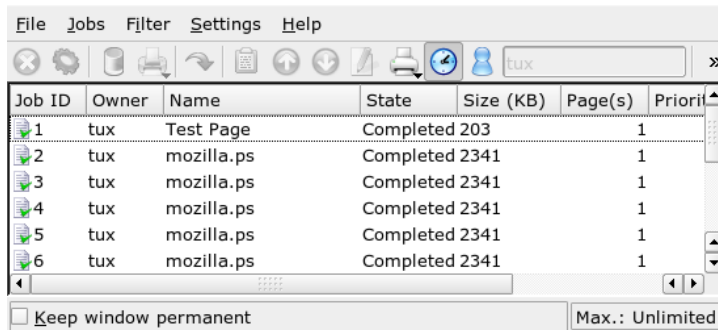 File Jobs Filter Settings Help
tux »
Job ID Owner Name State Size (KB) Page(s) Priorit
1 tux Test Page Completed 203 1
2 tux mozilla.ps Completed 2341 1
3 tux mozilla.ps Completed 2341 1
4 tux mozilla.ps Completed 2341 1
5 tux mozilla.ps Completed 2341 1
6 tux mozilla.ps Completed 2341 1
Keep window permanent Max.: Unlimited